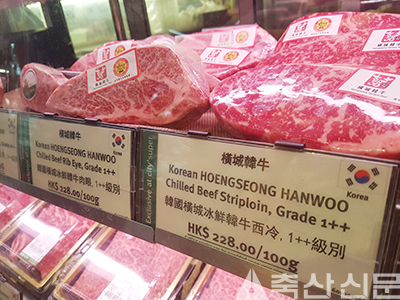 橫城韓牛
Korean HOENGSEONG HANWOO
Chilled Beef Rib Eye, Grade 1++
韓國橫城冰鮮韓牛肉眼, 1++級別
HK$ 228.00/100g
Korea
Exclusive at city'super
橫城韓牛
Korean HOENGSEONG HANWOO
Chilled Beef Striploin, Grade 1++
韓國橫城冰鮮韓牛西冷, 1++級別
HK$ 228.00/100g
Korea
축산신문